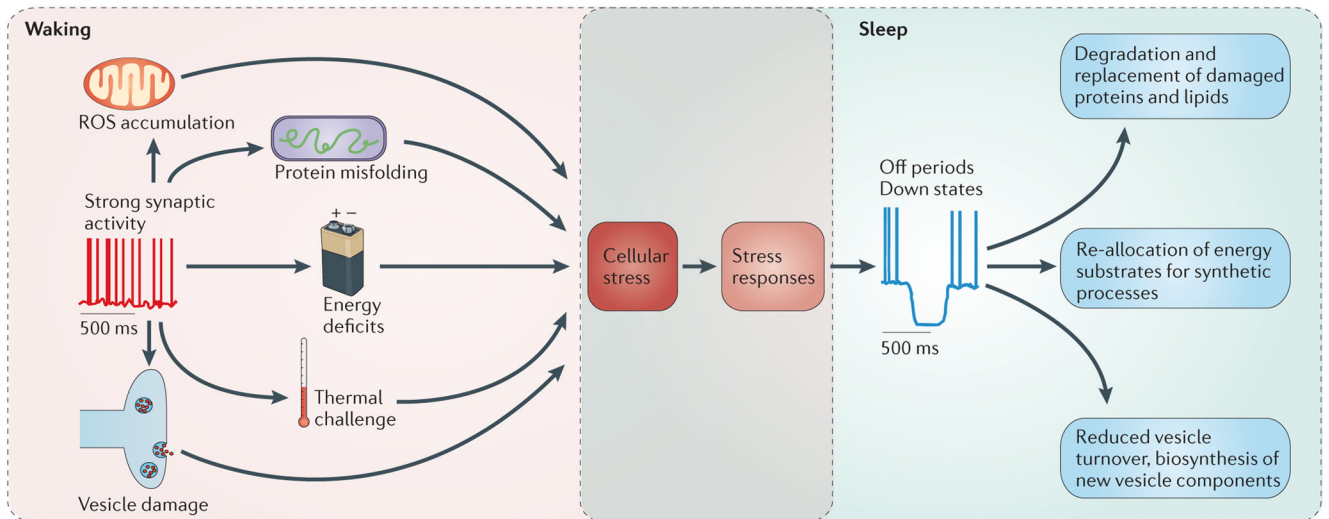 Waking
ROS accumulation
Protein misfolding
Strong synaptic
activity
500 ms
+ −
Energy
deficits
Thermal
challenge
Vesicle damage
Cellular
stress
Stress
responses
Sleep
Off periods
Down states
500 ms
Degradation and
replacement of damaged
proteins and lipids
Re-allocation of energy
substrates for synthetic
processes
Reduced vesicle
turnover, biosynthesis of
new vesicle components